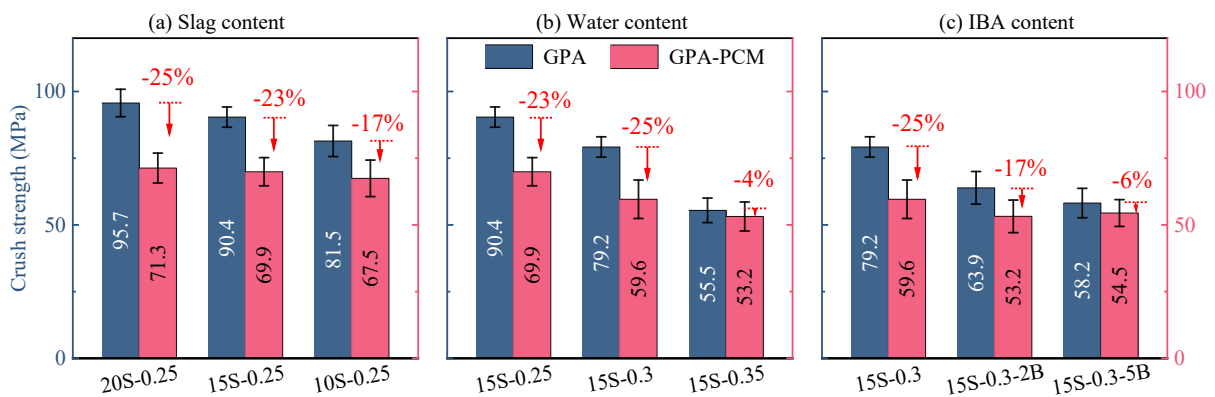 (a) Slag content
(b) Water content
(c) IBA content
GPA
GPA-PCM
Crush strength (MPa)
100
50
0
-25%
-23%
-17%
95.7
71.3
90.4
69.9
81.5
67.5
20S-0.25
15S-0.25
10S-0.25
-23%
-25%
-4%
90.4
69.9
79.2
59.6
55.5
53.2
15S-0.25
15S-0.3
15S-0.35
-25%
-17%
-6%
79.2
59.6
63.9
53.2
58.2
54.5
15S-0.3
15S-0.3-2B
15S-0.3-5B
100
50
0